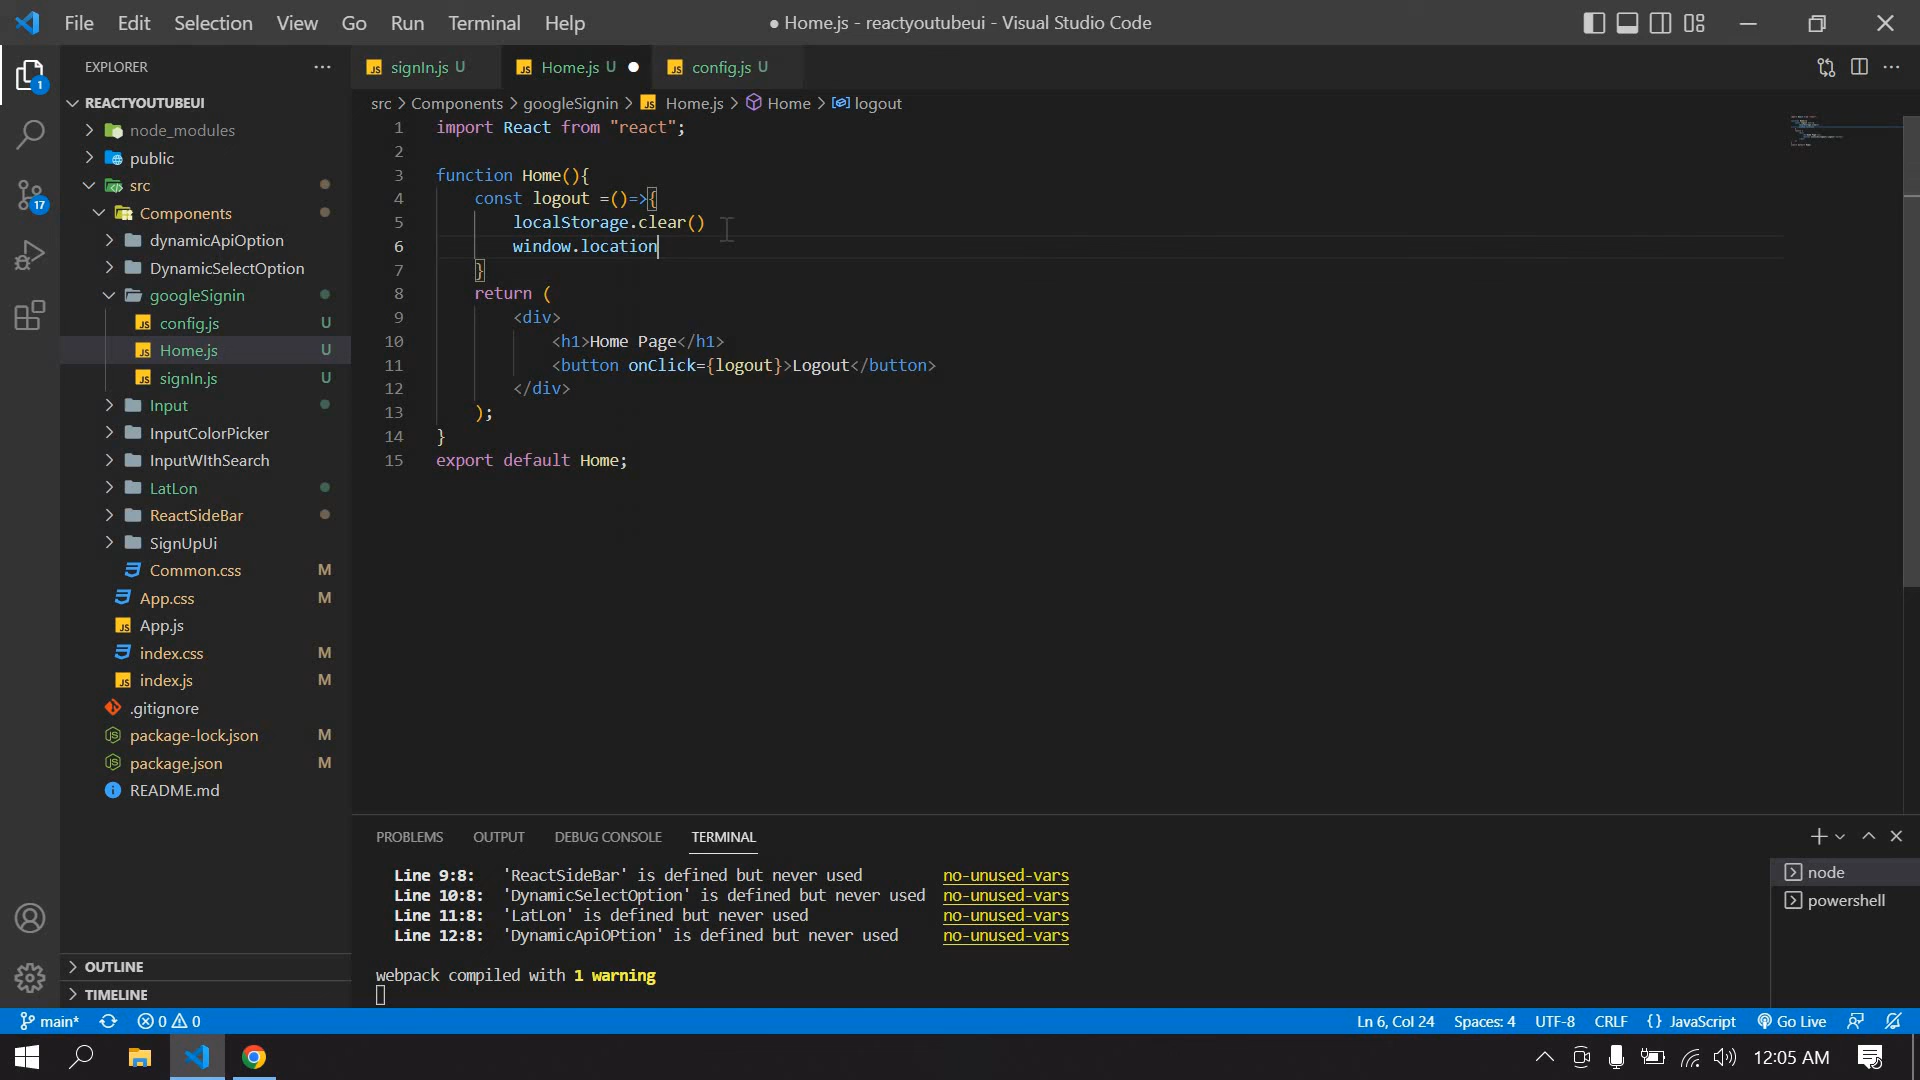 File Edit Selection View Go Run Terminal Help
● Home.js - reactyoutubeui - Visual Studio Code
EXPLORER
REACTYOUTUBEUI
node_modules
public
src
Components
dynamicApiOption
DynamicSelectOption
googleSignin
config.js U
Home.js U
signIn.js U
Input
InputColorPicker
InputWIthSearch
LatLon
ReactSideBar
SignUpUi
Common.css M
App.css M
App.js
index.css M
index.js M
.gitignore
package-lock.json M
package.json M
README.md
OUTLINE
TIMELINE
1
17
signIn.js U Home.js U ● config.js U
src > Components > googleSignin > Home.js > Home > logout
1 import React from "react";
2
3 function Home(){
4 const logout =()=>{
5 localStorage.clear()
6 window.location
7 }
8 return (
9 <div>
10 <h1>Home Page</h1>
11 <button onClick={logout}>Logout</button>
12 </div>
13 );
14 }
15 export default Home;
PROBLEMS OUTPUT DEBUG CONSOLE TERMINAL
Line 9:8: 'ReactSideBar' is defined but never used no-unused-vars
Line 10:8: 'DynamicSelectOption' is defined but never used no-unused-vars
Line 11:8: 'LatLon' is defined but never used no-unused-vars
Line 12:8: 'DynamicApiOPtion' is defined but never used no-unused-vars
webpack compiled with 1 warning
node
powershell
main* 0 0 Ln 6, Col 24 Spaces: 4 UTF-8 CRLF {} JavaScript Go Live
12:05 AM